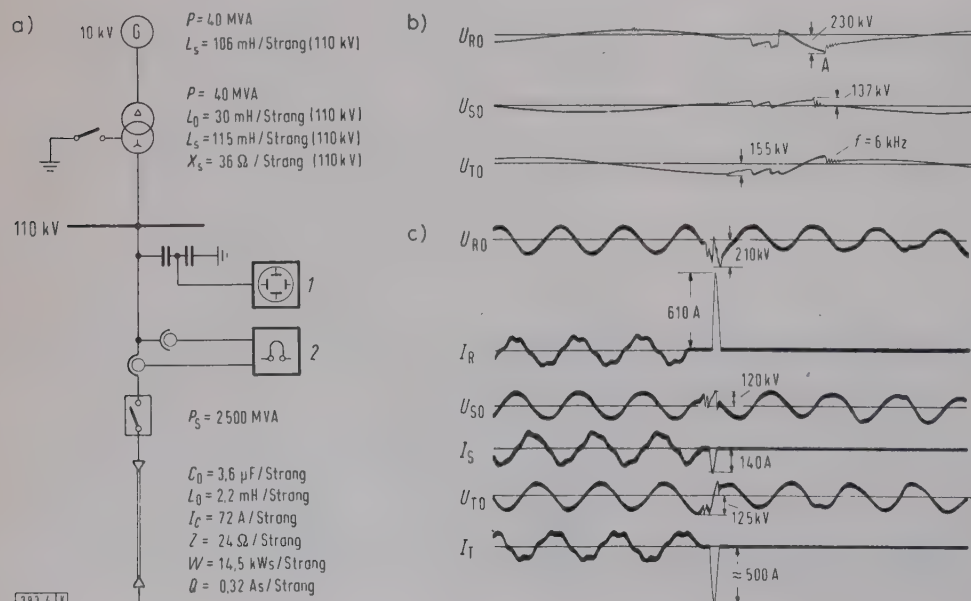 a)
10 kV
G
P = 40 MVA
L_s = 106 mH/Strang (110 kV)
P = 40 MVA
L_0 = 30 mH/Strang (110 kV)
L_s = 115 mH/Strang (110 kV)
X_s = 36 Ω / Strang (110 kV)
110 kV
1
2
P_S = 2500 MVA
C_0 = 3,6 µF/Strang
L_0 = 2,2 mH/Strang
I_C = 72 A/Strang
Z = 24 Ω/Strang
W = 14,5 kWs/Strang
Q = 0,32 As/Strang
b)
U_R0
230 kV
A
U_S0
137 kV
U_T0
155 kV
f = 6 kHz
c)
U_R0
210 kV
610 A
I_R
U_S0
120 kV
I_S
140 A
U_T0
125 kV
I_T
≈ 500 A